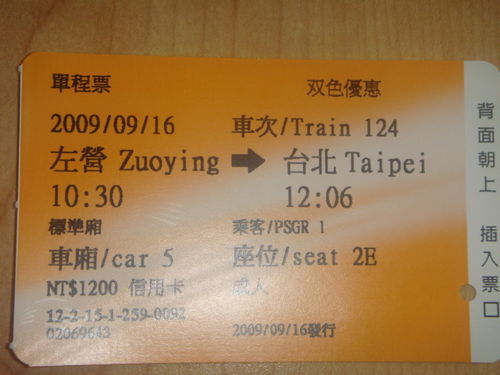 單程票 双色優惠
2009/09/16 車次/Train 124
左營 Zuoying ➡ 台北 Taipei
10:30 12:06
標準廂 乘客/PSGR 1
車廂/car 5 座位/seat 2E
NT$1200 信用卡 成人
12-2-15-1-259-0092
02069643 2009/09/16發行
背面朝上 插入票口